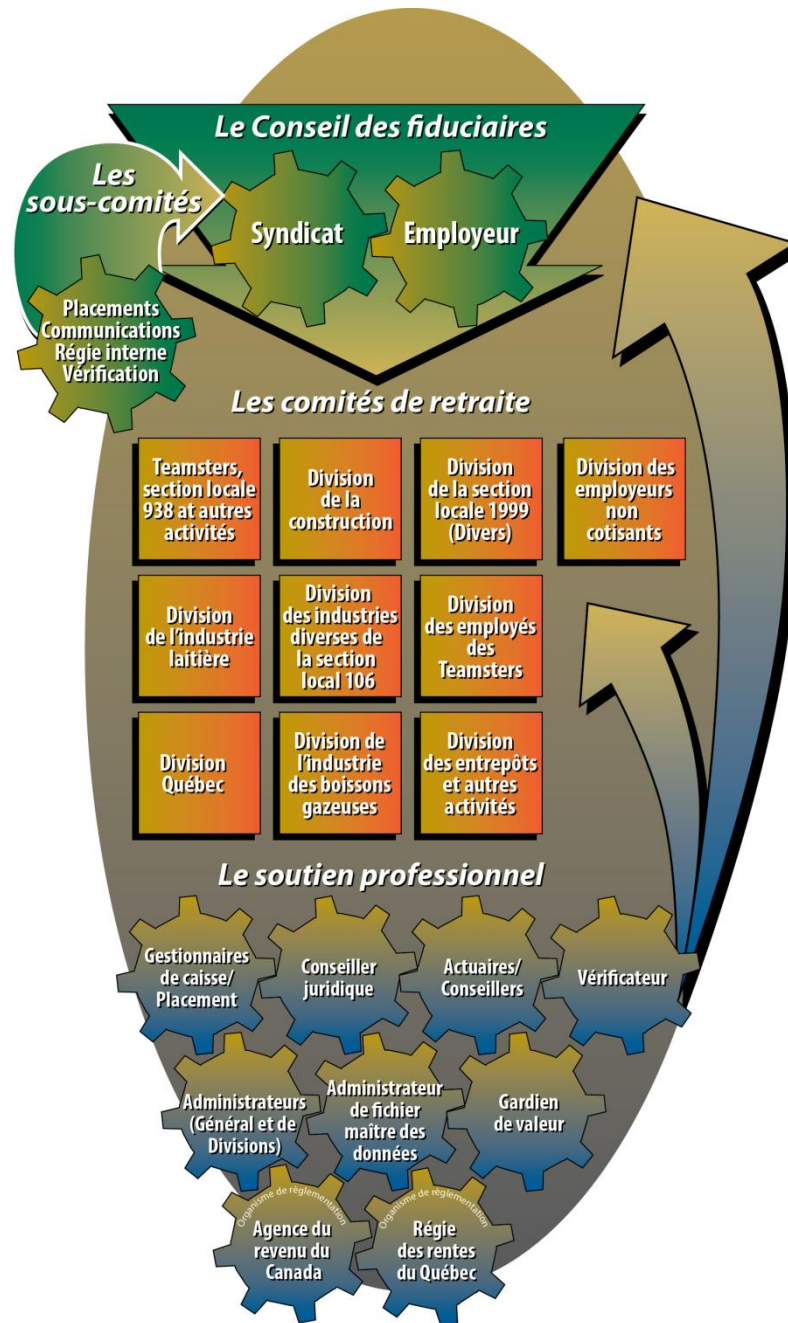 Le Conseil des fiduciaires
Les
sous-comités
Syndicat
Employeur
Placements
Communications
Régie interne
Vérification
Les comités de retraite
Teamsters,
section locale
938 at autres
activités
Division
de la
construction
Division
de la section
locale 1999
(Divers)
Division des
employeurs
non
cotisants
Division
de l'industrie
laitière
Division
des industries
diverses de
la section
local 106
Division
des employés
des
Teamsters
Division
Québec
Division de
l'industrie
des boissons
gazeuses
Division
des entrepôts
et autres
activités
Le soutien professionnel
Gestionnaires
de caisse/
Placement
Conseiller
juridique
Actuaires/
Conseillers
Vérificateur
Administrateurs
(Général et de
Divisions)
Administrateur
de fichier
maître des
données
Gardien
de valeur
Organisme de règlementation
Agence du
revenu du
Canada
Organisme de règlementation
Régie
des rentes
du Québec